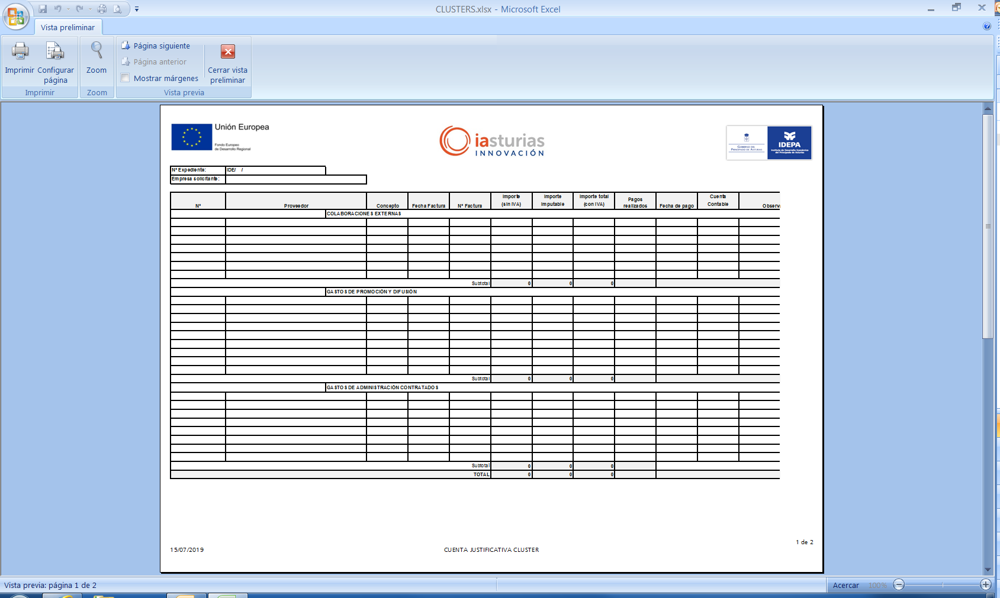 CLUSTERS.xlsx - Microsoft Excel
Vista preliminar
Imprimir
Configurar página
Zoom
Página siguiente
Página anterior
Mostrar márgenes
Cerrar vista preliminar
Imprimir
Zoom
Vista previa
Unión Europea
Fondo Europeo
de Desarrollo Regional
iasturias
INNOVACIÓN
GOBIERNO DEL
PRINCIPADO DE ASTURIAS
IDEPA
Instituto de Desarrollo Económico
del Principado de Asturias
Nº Expediente: IDE/ /
Empresa solicitante:
Nº Proveedor Concepto Fecha Factura Nº Factura Importe (sin IVA) Importe Imputable Importe total (con IVA) Pagos realizados Fecha de pago Cuenta Contable Observa
COLABORACIONES EXTERNAS
Subtotal 0 0 0
GASTOS DE PROMOCIÓN Y DIFUSIÓN
Subtotal 0 0 0
GASTOS DE ADMINISTRACIÓN CONTRATADOS
Subtotal 0 0 0
TOTAL 0 0 0
1 de 2
15/07/2019 CUENTA JUSTIFICATIVA CLUSTER
Vista previa: página 1 de 2 Acercar 100%